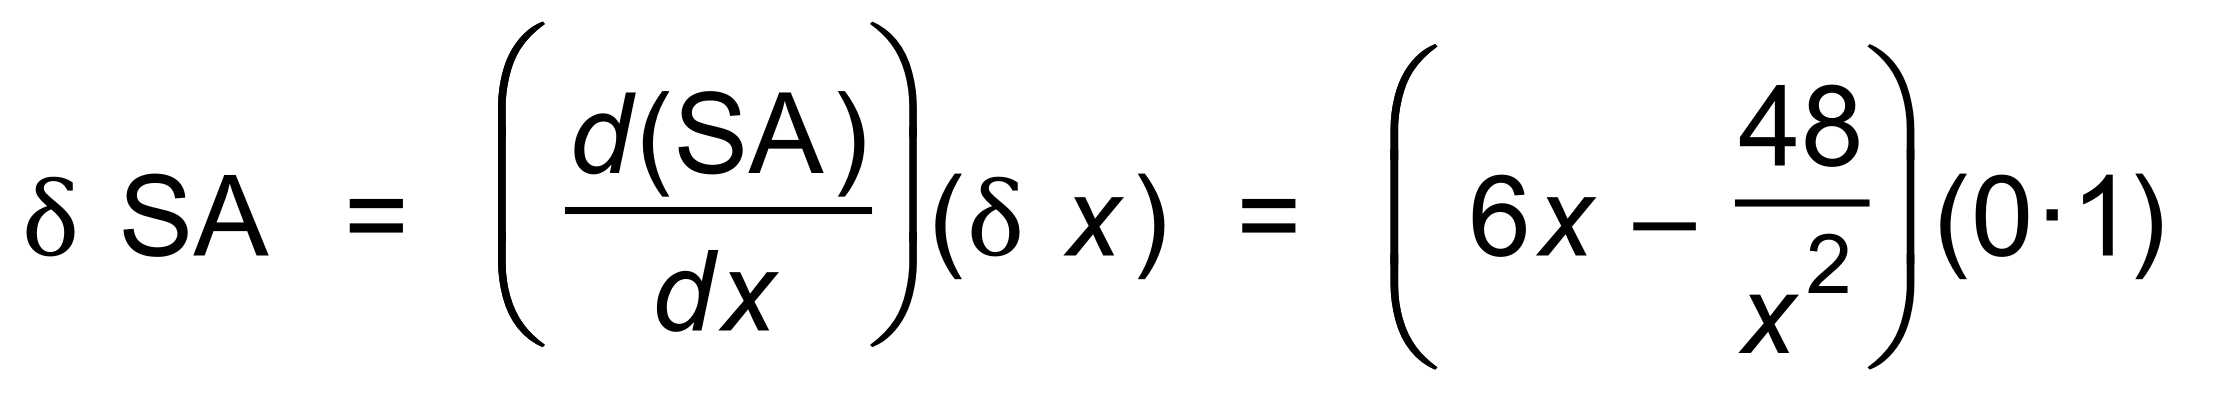 δ SA = (d(SA)/dx)(δ x) = (6x – 48/x²)(0·1)